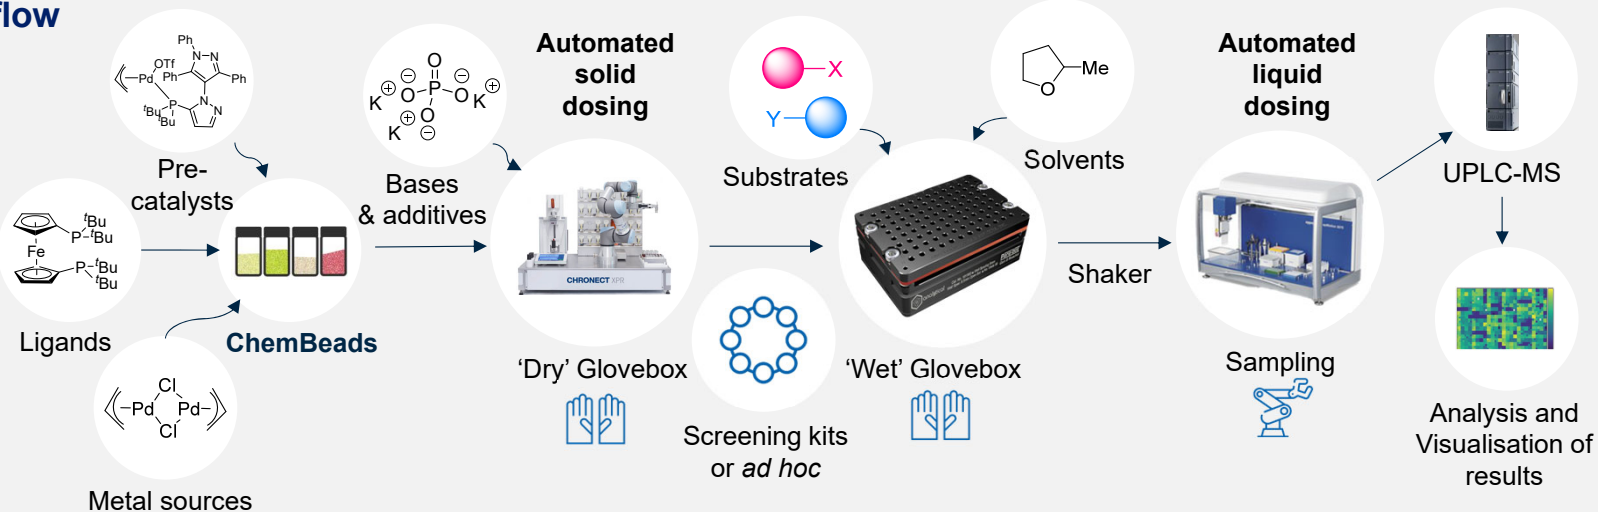 flow
Ph
N
N
OTf
Pd
Ph
Ph
N
N
tBu
P
tBu
Pre-
catalysts
Fe
P
tBu
tBu
P
tBu
tBu
Ligands
Cl
Pd
Pd
Cl
Metal sources
ChemBeads
O
K⊕
⊖
O
P
O
⊖
K⊕
K⊕
O
⊖
Bases
& additives
Automated
solid
dosing
CHRONECT XPR
'Dry' Glovebox
Screening kits
or ad hoc
X
Y
Substrates
O
Me
Solvents
analytical
'Wet' Glovebox
Shaker
Automated
liquid
dosing
Sampling
UPLC-MS
Analysis and
Visualisation of
results